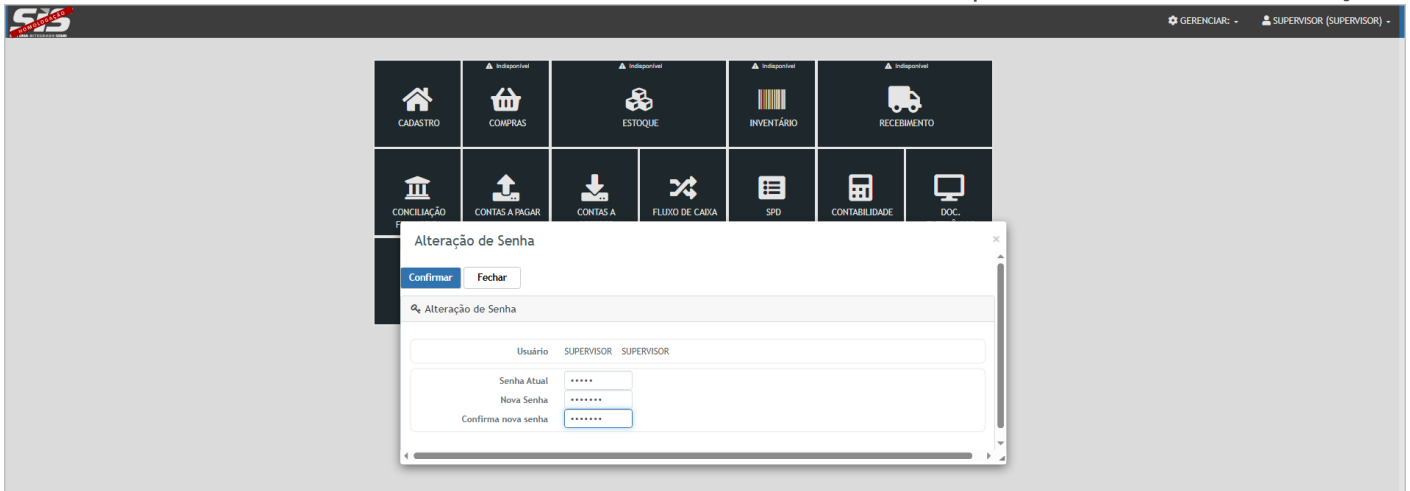 SiS
HOMOLOGAÇÃO
GERENCIAR:
SUPERVISOR (SUPERVISOR)
Indisponível
Indisponível
Indisponível
Indisponível
CADASTRO
COMPRAS
ESTOQUE
INVENTÁRIO
RECEBIMENTO
CONCILIAÇÃO
CONTAS A PAGAR
CONTAS A
FLUXO DE CAIXA
SPD
CONTABILIDADE
DOC.
Alteração de Senha
×
Confirmar
Fechar
Alteração de Senha
Usuário SUPERVISOR SUPERVISOR
Senha Atual •••••
Nova Senha •••••••
Confirma nova senha •••••••